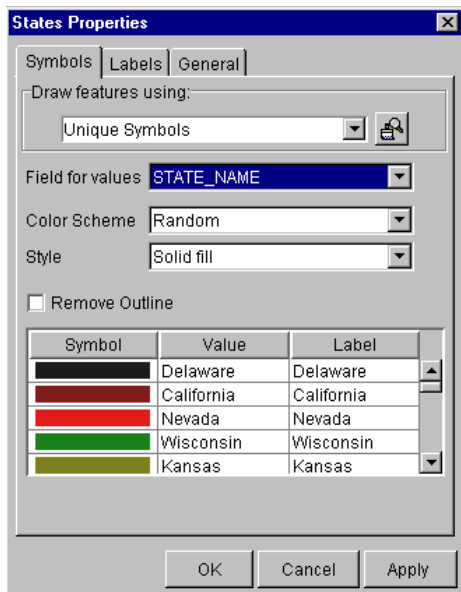 States Properties
Symbols Labels General
Draw features using:
Unique Symbols
Field for values STATE_NAME
Color Scheme Random
Style Solid fill
Remove Outline
Symbol Value Label
Delaware Delaware
California California
Nevada Nevada
Wisconsin Wisconsin
Kansas Kansas
OK Cancel Apply